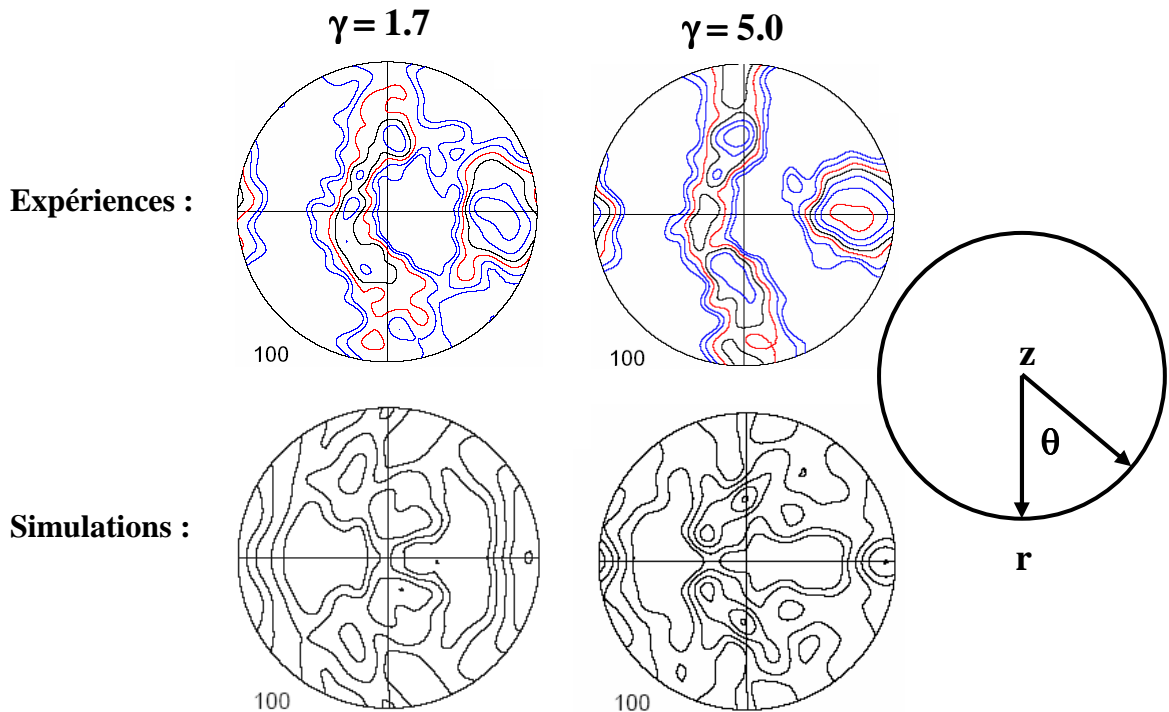 γ = 1.7
γ = 5.0
Expériences :
100
100
z
θ
r
Simulations :
100
100